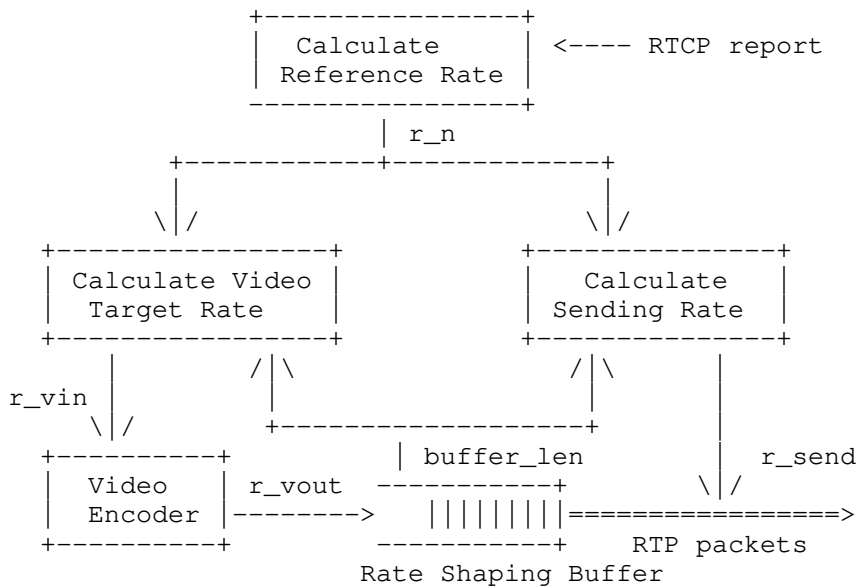 Calculate <---- RTCP report
Reference Rate
r_n
Calculate Video Calculate
Target Rate Sending Rate
r_vin
buffer_len r_send
Video r_vout
Encoder
RTP packets
Rate Shaping Buffer